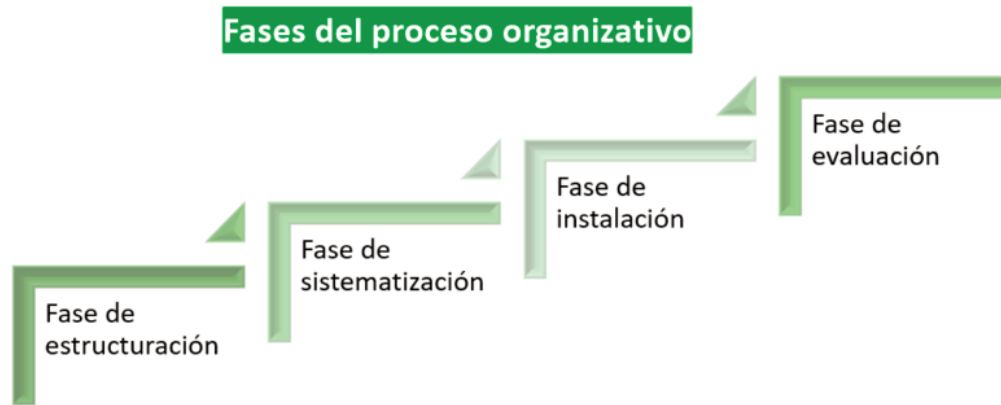 Fases del proceso organizativo
Fase de
estructuración
Fase de
sistematización
Fase de
instalación
Fase de
evaluación